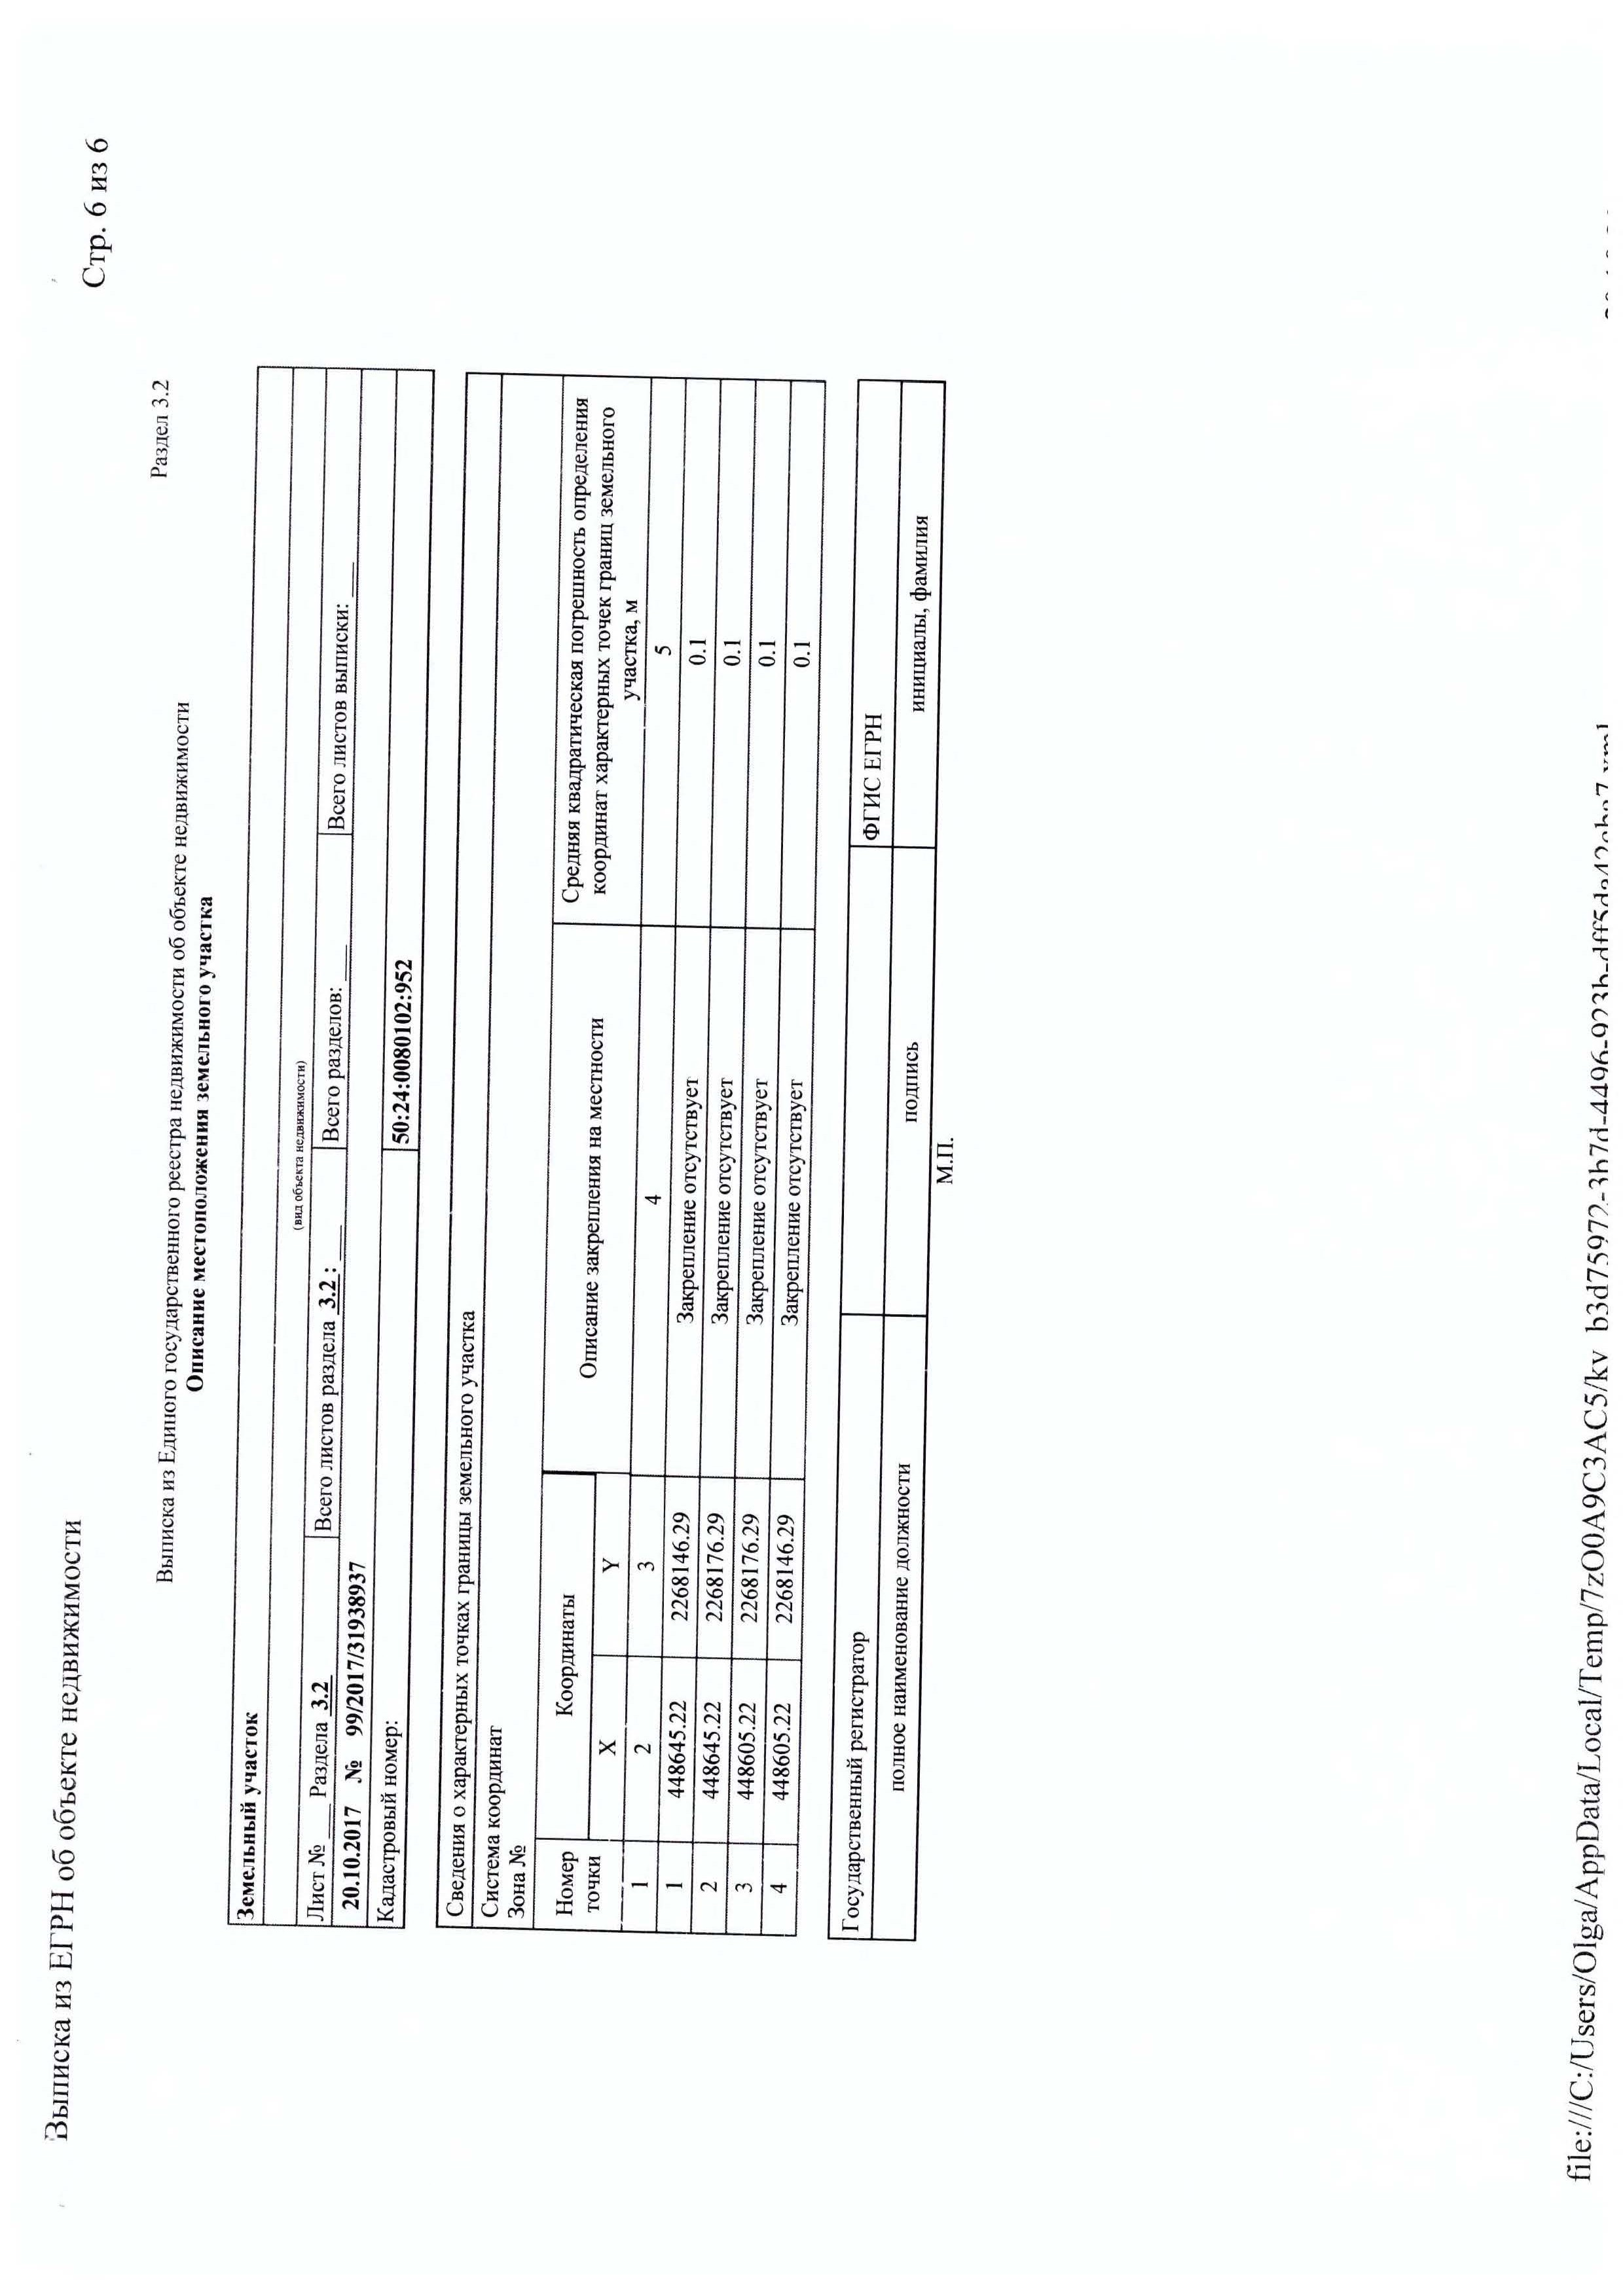 Выписка из ЕГРН об объекте недвижимости
Стр. 6 из 6
Раздел 3.2
Выписка из Единого государственного реестра недвижимости об объекте недвижимости
Описание местоположения земельного участка
Земельный участок
(вид объекта недвижимости)
Лист № ___ Раздела 3.2 Всего листов раздела 3.2 : ___ Всего разделов: ___ Всего листов выписки: ___
20.10.2017 № 99/2017/31938937
Кадастровый номер: 50:24:0080102:952
Сведения о характерных точках границы земельного участка
Система координат
Зона №
Номер точки
Координаты
X Y
Описание закрепления на местности
Средняя квадратическая погрешность определения
координат характерных точек границ земельного
участка, м
1 2 3 4 5
1 448645.22 2268146.29 Закрепление отсутствует 0.1
2 448645.22 2268176.29 Закрепление отсутствует 0.1
3 448605.22 2268176.29 Закрепление отсутствует 0.1
4 448605.22 2268146.29 Закрепление отсутствует 0.1
Государственный регистратор ФГИС ЕГРН
полное наименование должности подпись инициалы, фамилия
М.П.
file:///C:/Users/Olga/AppData/Local/Temp/7zO0A9C3AC5/kv_b3d75972-3b7d-4496-923b-dff5da42eba7.xml